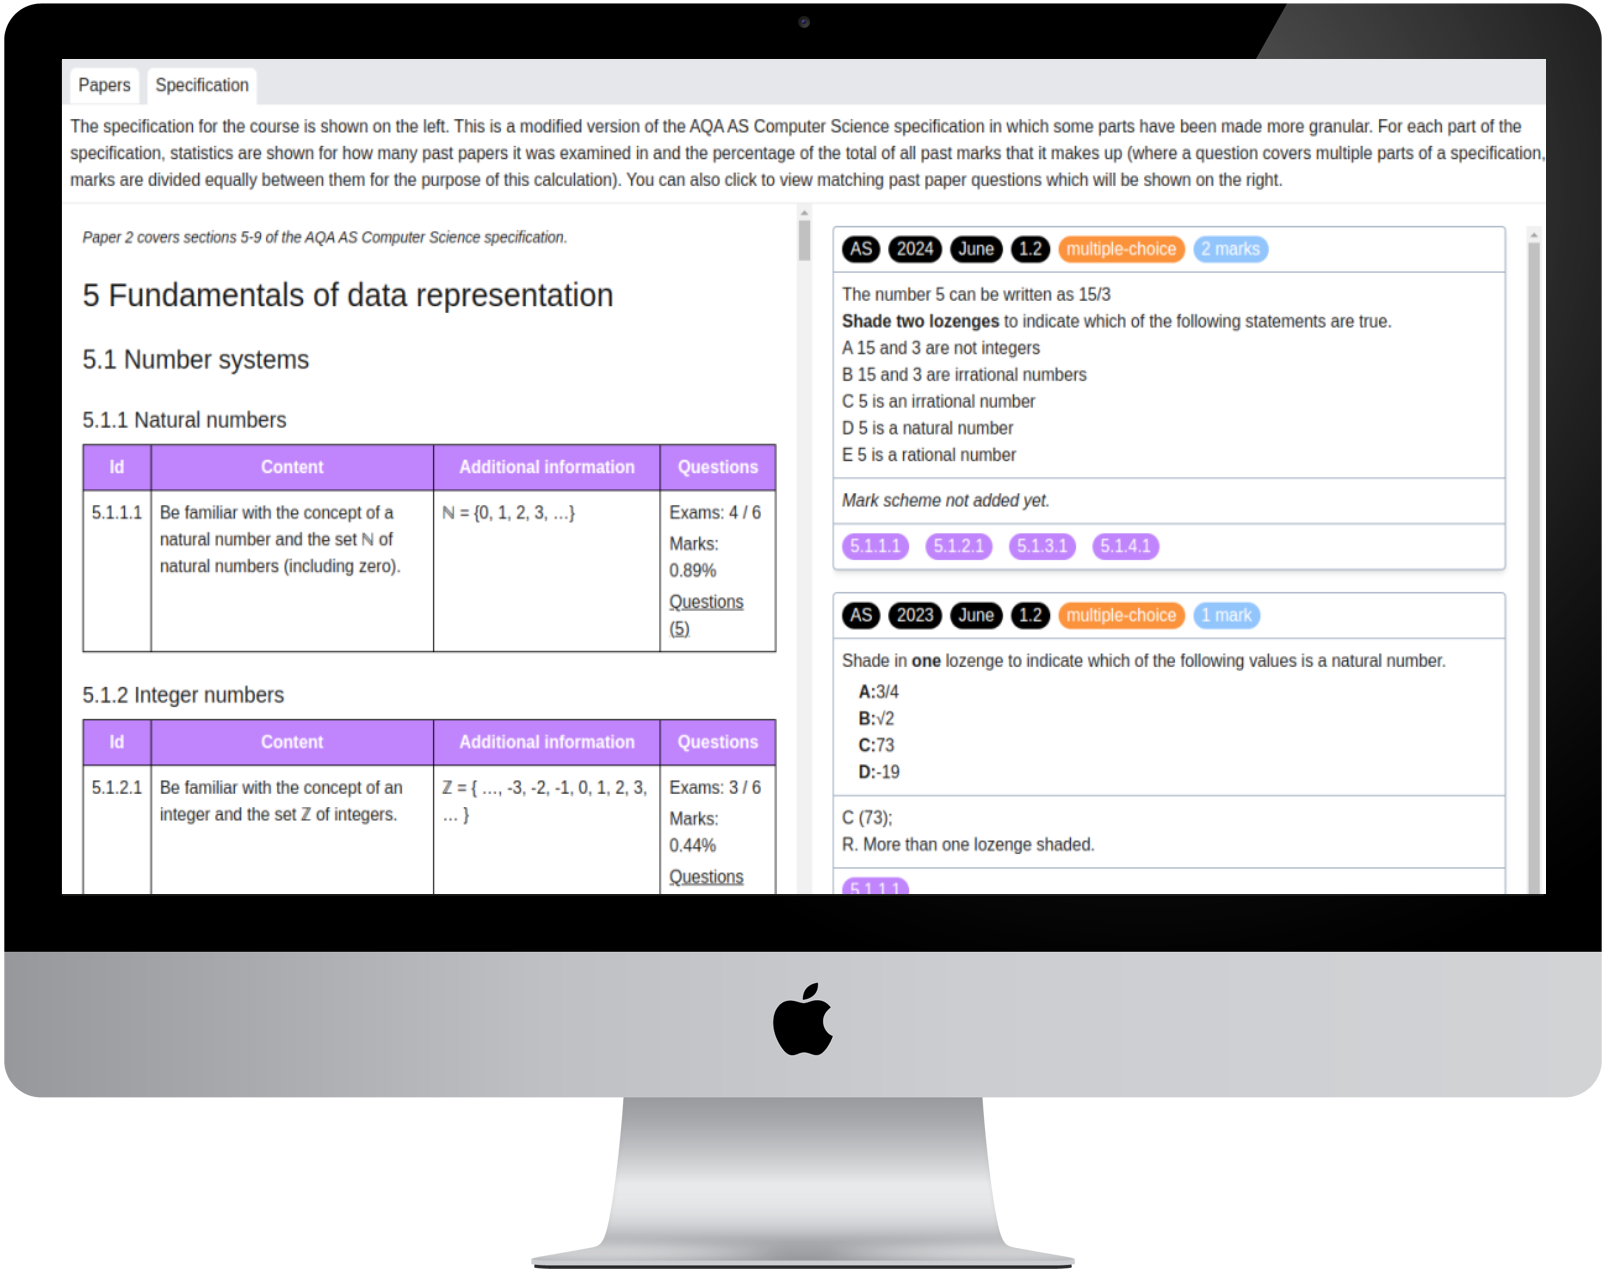 Papers
Specification
The specification for the course is shown on the left. This is a modified version of the AQA AS Computer Science specification in which some parts have been made more granular. For each part of the
specification, statistics are shown for how many past papers it was examined in and the percentage of the total of all past marks that it makes up (where a question covers multiple parts of a specification,
marks are divided equally between them for the purpose of this calculation). You can also click to view matching past paper questions which will be shown on the right.
Paper 2 covers sections 5-9 of the AQA AS Computer Science specification.
5 Fundamentals of data representation
5.1 Number systems
5.1.1 Natural numbers
Id
Content
Additional information
Questions
5.1.1.1
Be familiar with the concept of a
natural number and the set ℕ of
natural numbers (including zero).
ℕ = {0, 1, 2, 3, …}
Exams: 4 / 6
Marks:
0.89%
Questions
(5)
5.1.2 Integer numbers
Id
Content
Additional information
Questions
5.1.2.1
Be familiar with the concept of an
integer and the set ℤ of integers.
ℤ = { …, -3, -2, -1, 0, 1, 2, 3,
… }
Exams: 3 / 6
Marks:
0.44%
Questions
AS 2024 June 1.2 multiple-choice 2 marks
The number 5 can be written as 15/3
Shade two lozenges to indicate which of the following statements are true.
A 15 and 3 are not integers
B 15 and 3 are irrational numbers
C 5 is an irrational number
D 5 is a natural number
E 5 is a rational number
Mark scheme not added yet.
5.1.1.1 5.1.2.1 5.1.3.1 5.1.4.1
AS 2023 June 1.2 multiple-choice 1 mark
Shade in one lozenge to indicate which of the following values is a natural number.
A:3/4
B:√2
C:73
D:-19
C (73);
R. More than one lozenge shaded.
5.1.1.1